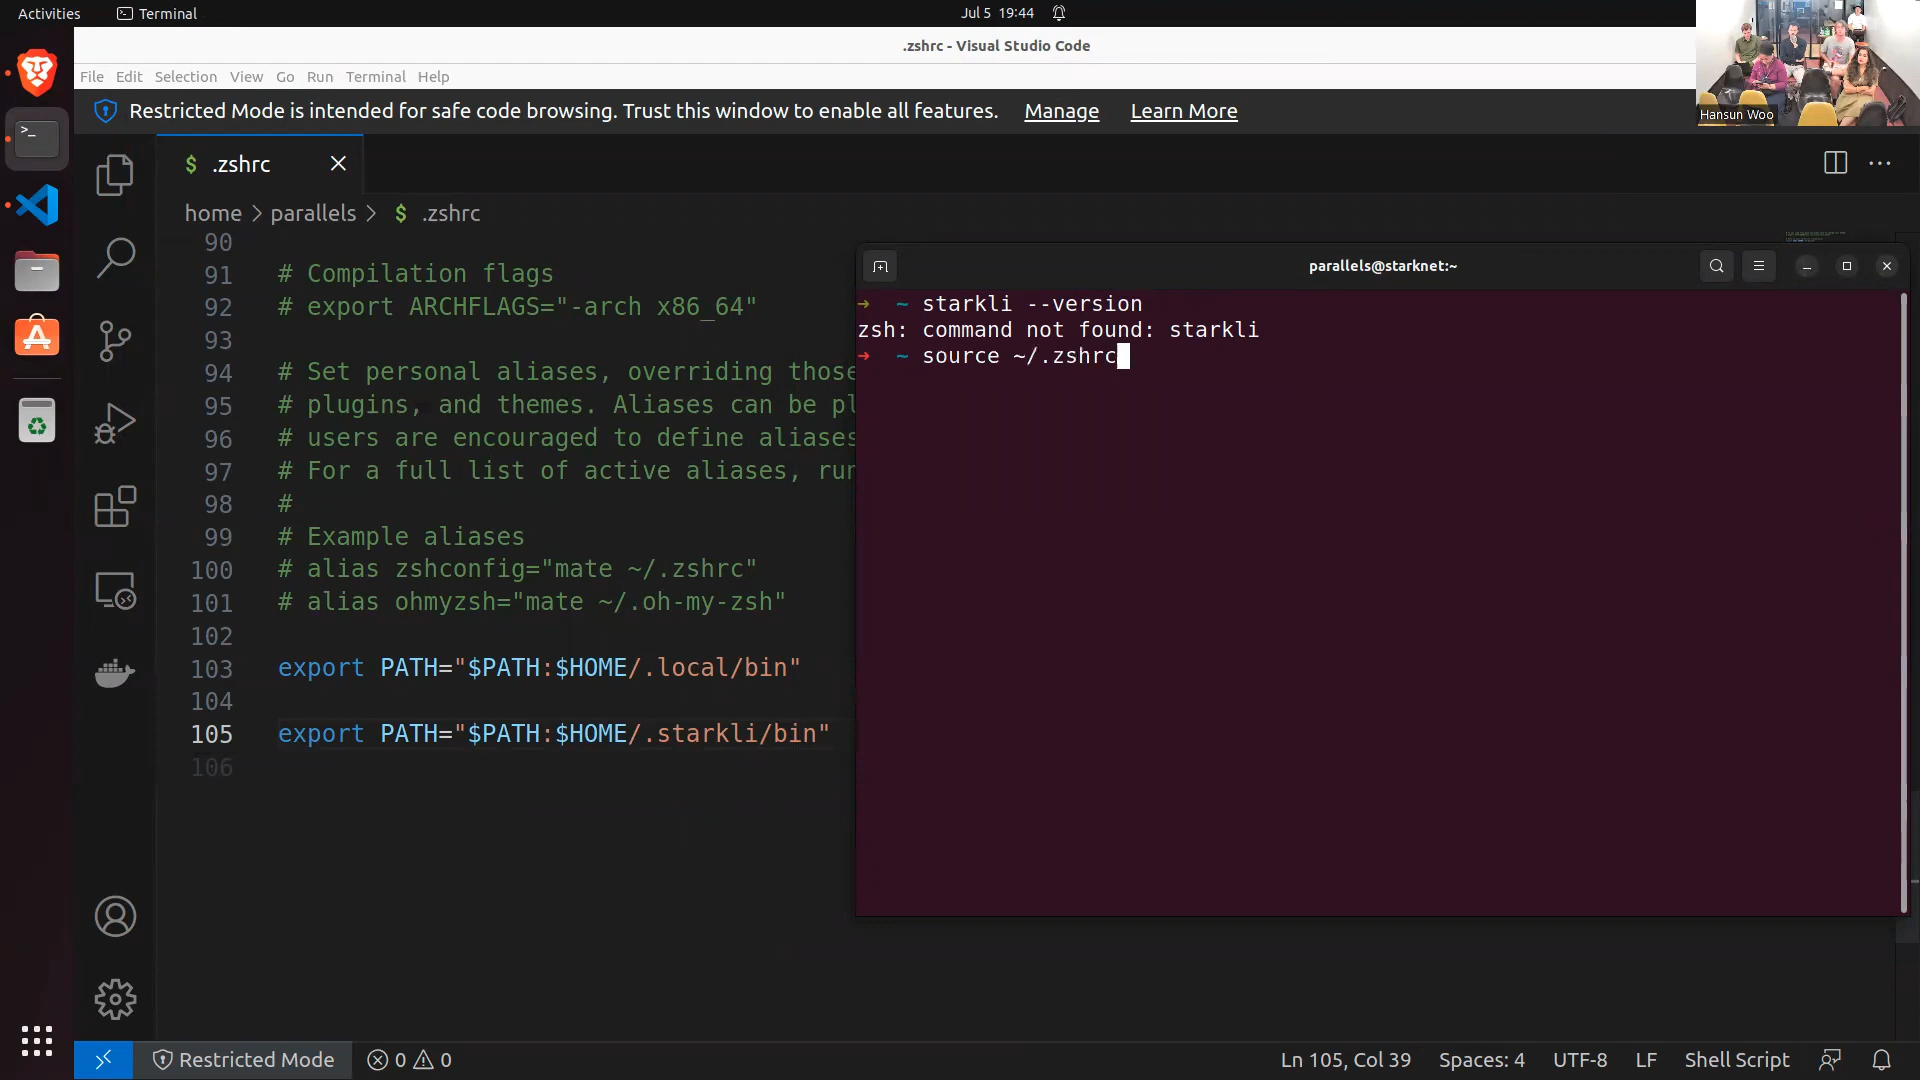 Activities
Terminal
Jul 5 19:44
.zshrc - Visual Studio Code
File Edit Selection View Go Run Terminal Help
Restricted Mode is intended for safe code browsing. Trust this window to enable all features. Manage Learn More
Hansun Woo
$ .zshrc
home > parallels > $ .zshrc
90
91 # Compilation flags
92 # export ARCHFLAGS="-arch x86_64"
93
94 # Set personal aliases, overriding those
95 # plugins, and themes. Aliases can be pl
96 # users are encouraged to define aliases
97 # For a full list of active aliases, run
98 #
99 # Example aliases
100 # alias zshconfig="mate ~/.zshrc"
101 # alias ohmyzsh="mate ~/.oh-my-zsh"
102
103 export PATH="$PATH:$HOME/.local/bin"
104
105 export PATH="$PATH:$HOME/.starkli/bin"
106
parallels@starknet:~
➜ ~ starkli --version
zsh: command not found: starkli
➜ ~ source ~/.zshrc
Restricted Mode
0 0
Ln 105, Col 39
Spaces: 4
UTF-8
LF
Shell Script